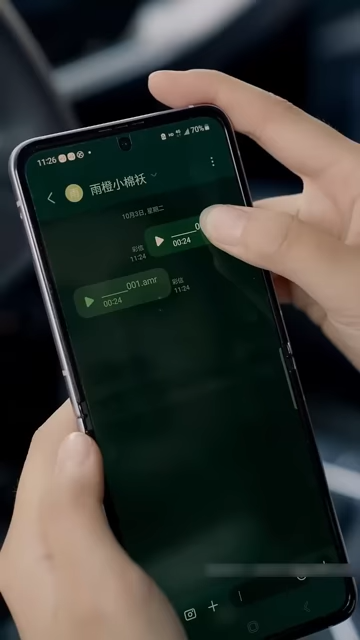 11:26
70%
雨橙小棉袄
10月3日, 星期二
00:24
彩信
11:24
_____001.amr
00:24
彩信
11:24